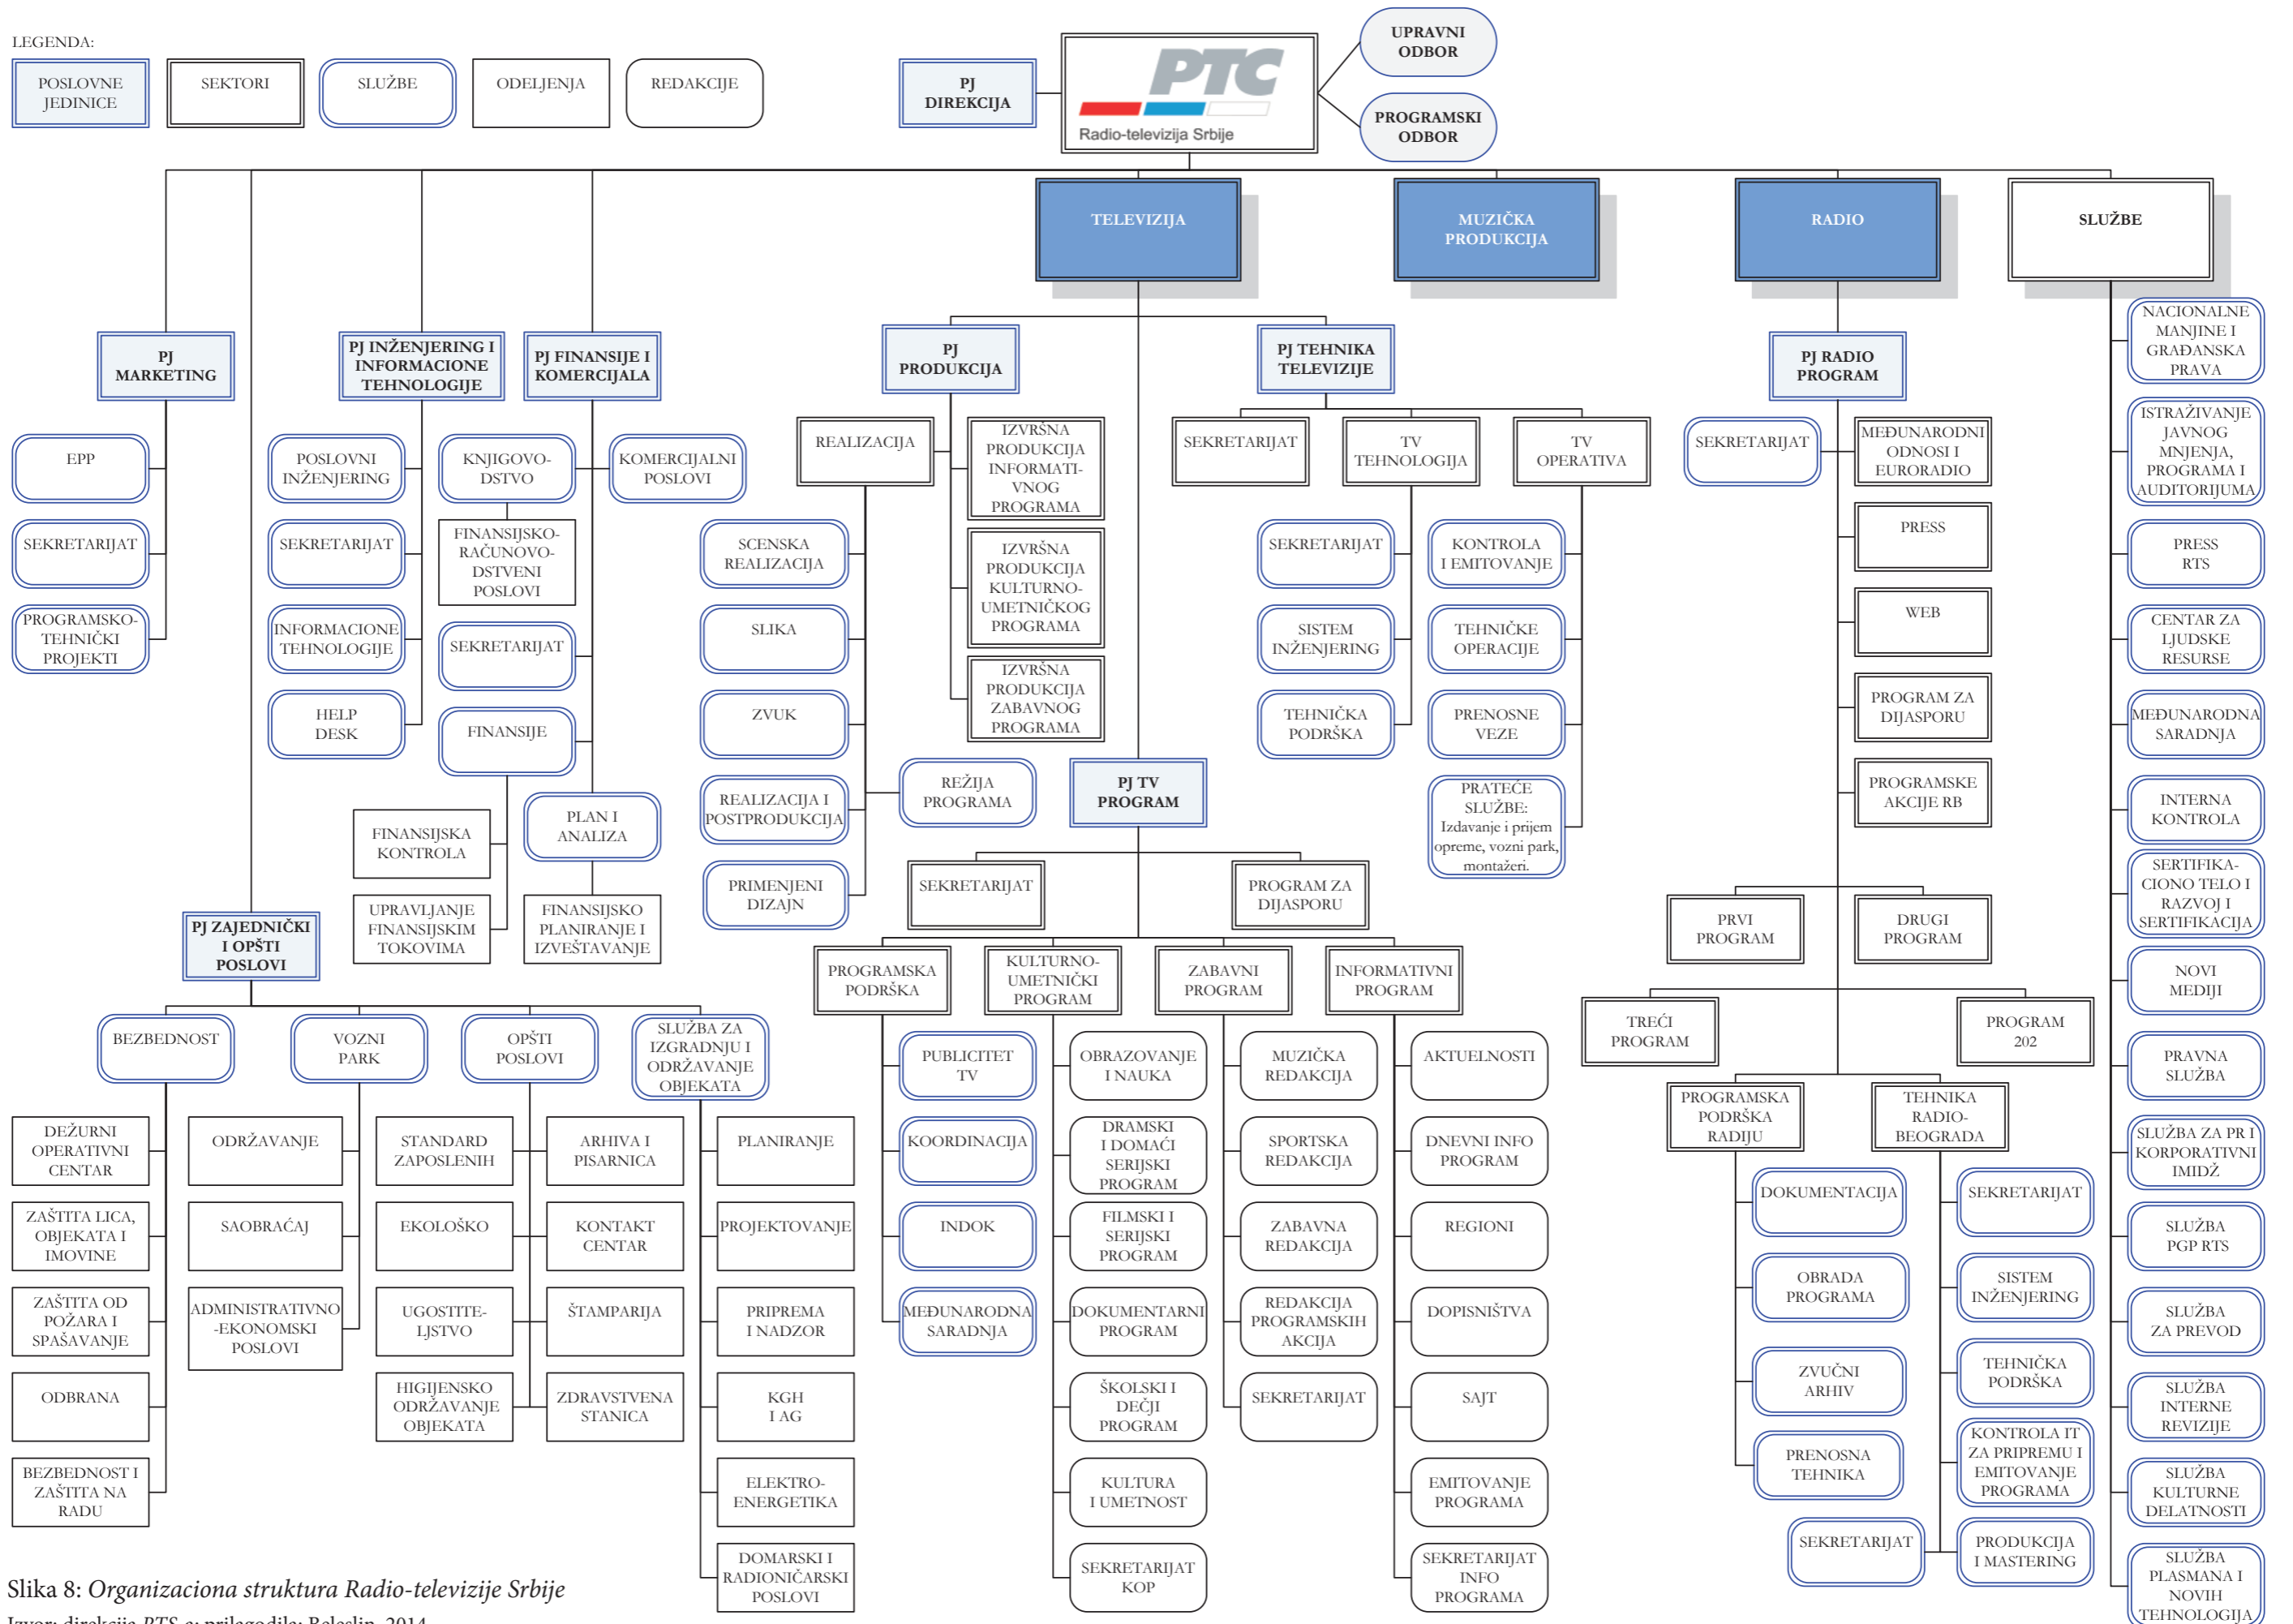 LEGENDA:
POSLOVNE
JEDINICE
SEKTORI
SLUŽBE
ODELJENJA
REDAKCIJE
PJ
DIREKCIJA
PTC
Radio-televizija Srbije
UPRAVNI
ODBOR
PROGRAMSKI
ODBOR
TELEVIZIJA
MUZIČKA
PRODUKCIJA
RADIO
SLUŽBE
PJ
MARKETING
EPP
SEKRETARIJAT
PROGRAMSKO-
TEHNIČKI
PROJEKTI
PJ INŽENJERING I
INFORMACIONE
TEHNOLOGIJE
POSLOVNI
INŽENJERING
SEKRETARIJAT
INFORMACIONE
TEHNOLOGIJE
HELP
DESK
PJ FINANSIJE I
KOMERCIJALA
KNJIGOVO-
DSTVO
KOMERCIJALNI
POSLOVI
FINANSIJSKO-
RAČUNOVO-
DSTVENI
POSLOVI
SEKRETARIJAT
FINANSIJE
FINANSIJSKA
KONTROLA
UPRAVLJANJE
FINANSIJSKIM
TOKOVIMA
PLAN I
ANALIZA
FINANSIJSKO
PLANIRANJE I
IZVEŠTAVANJE
PJ ZAJEDNIČKI
I OPŠTI
POSLOVI
BEZBEDNOST
DEŽURNI
OPERATIVNI
CENTAR
ZAŠTITA LICA,
OBJEKATA I
IMOVINE
ZAŠTITA OD
POŽARA I
SPAŠAVANJE
ODBRANA
BEZBEDNOST I
ZAŠTITA NA
RADU
VOZNI
PARK
ODRŽAVANJE
SAOBRAĆAJ
ADMINISTRATIVNO
-EKONOMSKI
POSLOVI
OPŠTI
POSLOVI
STANDARD
ZAPOSLENIH
EKOLOŠKO
UGOSTITE-
LJSTVO
HIGIJENSKO
ODRŽAVANJE
OBJEKATA
ARHIVA I
PISARNICA
KONTAKT
CENTAR
ŠTAMPARIJA
ZDRAVSTVENA
STANICA
SLUŽBA ZA
IZGRADNJU I
ODRŽAVANJE
OBJEKATA
PLANIRANJE
PROJEKTOVANJE
PRIPREMA
I NADZOR
KGH
I AG
ELEKTRO-
ENERGETIKA
DOMARSKI I
RADIONIČARSKI
POSLOVI
PJ
PRODUKCIJA
REALIZACIJA
SCENSKA
REALIZACIJA
SLIKA
ZVUK
REALIZACIJA I
POSTPRODUKCIJA
PRIMENJENI
DIZAJN
REŽIJA
PROGRAMA
IZVRŠNA
PRODUKCIJA
INFORMATI-
VNOG
PROGRAMA
IZVRŠNA
PRODUKCIJA
KULTURNO-
UMETNIČKOG
PROGRAMA
IZVRŠNA
PRODUKCIJA
ZABAVNOG
PROGRAMA
PJ TEHNIKA
TELEVIZIJE
SEKRETARIJAT
TV
TEHNOLOGIJA
SEKRETARIJAT
SISTEM
INŽENJERING
TEHNIČKA
PODRŠKA
TV
OPERATIVA
KONTROLA
I EMITOVANJE
TEHNIČKE
OPERACIJE
PRENOSNE
VEZE
PRATEĆE
SLUŽBE:
Izdavanje i prijem
opreme, vozni park,
montažeri.
PJ TV
PROGRAM
SEKRETARIJAT
PROGRAM ZA
DIJASPORU
PROGRAMSKA
PODRŠKA
PUBLICITET
TV
KOORDINACIJA
INDOK
MEĐUNARODNA
SARADNJA
KULTURNO-
UMETNIČKI
PROGRAM
OBRAZOVANJE
I NAUKA
DRAMSKI
I DOMAĆI
SERIJSKI
PROGRAM
FILMSKI I
SERIJSKI
PROGRAM
DOKUMENTARNI
PROGRAM
ŠKOLSKI I
DEČJI
PROGRAM
KULTURA
I UMETNOST
SEKRETARIJAT
KOP
ZABAVNI
PROGRAM
MUZIČKA
REDAKCIJA
SPORTSKA
REDAKCIJA
ZABAVNA
REDAKCIJA
REDAKCIJA
PROGRAMSKIH
AKCIJA
SEKRETARIJAT
INFORMATIVNI
PROGRAM
AKTUELNOSTI
DNEVNI INFO
PROGRAM
REGIONI
DOPISNIŠTVA
SAJT
EMITOVANJE
PROGRAMA
SEKRETARIJAT
INFO
PROGRAMA
PJ RADIO
PROGRAM
SEKRETARIJAT
MEĐUNARODNI
ODNOSI I
EURORADIO
PRESS
WEB
PROGRAM ZA
DIJASPORU
PROGRAMSKE
AKCIJE RB
PRVI
PROGRAM
DRUGI
PROGRAM
TREĆI
PROGRAM
PROGRAM
202
PROGRAMSKA
PODRŠKA
RADIJU
DOKUMENTACIJA
OBRADA
PROGRAMA
ZVUČNI
ARHIV
PRENOSNA
TEHNIKA
TEHNIKA
RADIO-
BEOGRADA
SEKRETARIJAT
SISTEM
INŽENJERING
TEHNIČKA
PODRŠKA
KONTROLA IT
ZA PRIPREMU I
EMITOVANJE
PROGRAMA
SEKRETARIJAT
PRODUKCIJA
I MASTERING
NACIONALNE
MANJINE I
GRAĐANSKA
PRAVA
ISTRAŽIVANJE
JAVNOG
MNJENJA,
PROGRAMA I
AUDITORIJUMA
PRESS
RTS
CENTAR ZA
LJUDSKE
RESURSE
MEĐUNARODNA
SARADNJA
INTERNA
KONTROLA
SERTIFIKA-
CIONO TELO I
RAZVOJ I
SERTIFIKACIJA
NOVI
MEDIJI
PRAVNA
SLUŽBA
SLUŽBA ZA PR I
KORPORATIVNI
IMIDŽ
SLUŽBA
PGP RTS
SLUŽBA
ZA PREVOD
SLUŽBA
INTERNE
REVIZIJE
SLUŽBA
KULTURNE
DELATNOSTI
SLUŽBA
PLASMANA I
NOVIH
TEHNOLOGIJA
Slika 8: Organizaciona struktura Radio-televizije Srbije
Izvor: direkcija RTS-a; prilagodila: Beleslin, 2014.